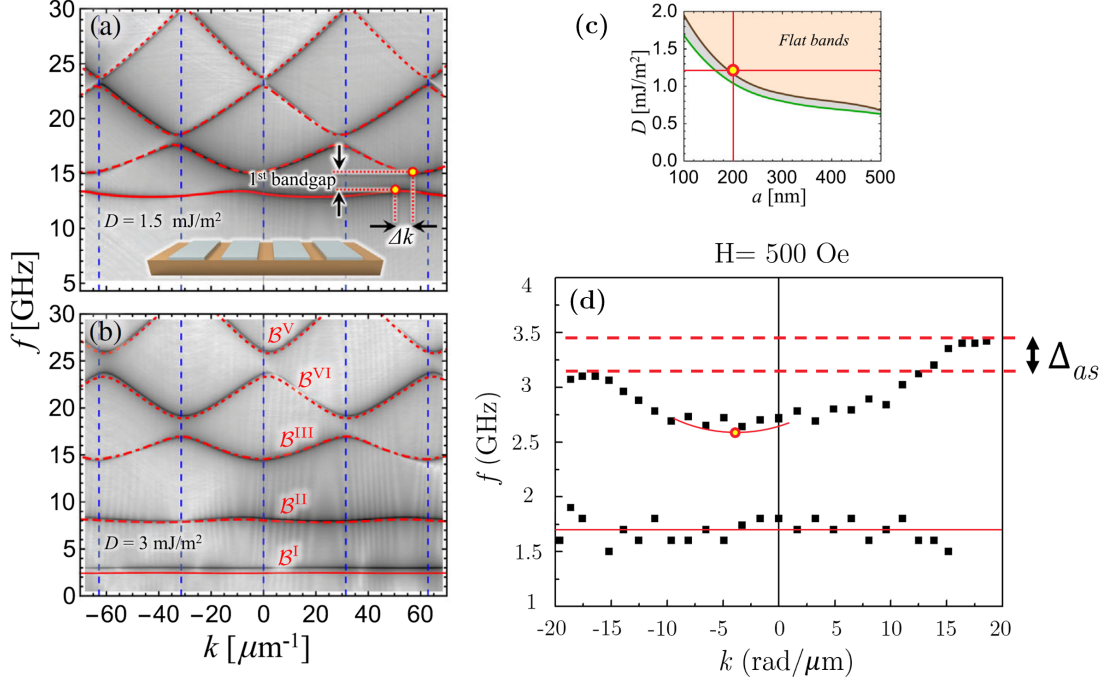 (a)
30
25
20
15
10
5
1st bandgap
D = 1.5 mJ/m²
Δk
(b)
30
25
20
15
10
5
0
𝓑V
𝓑VI
𝓑III
𝓑II
D = 3 mJ/m²
𝓑I
f [GHz]
−60 −40 −20 0 20 40 60
k [μm⁻¹]
(c)
2.0
1.5
1.0
0.5
0.0
Flat bands
D [mJ/m²]
100 200 300 400 500
a [nm]
H= 500 Oe
(d)
4
3.5
3
2.5
2
1.5
1
Δas
f (GHz)
-20 -15 -10 -5 0 5 10 15 20
k (rad/μm)